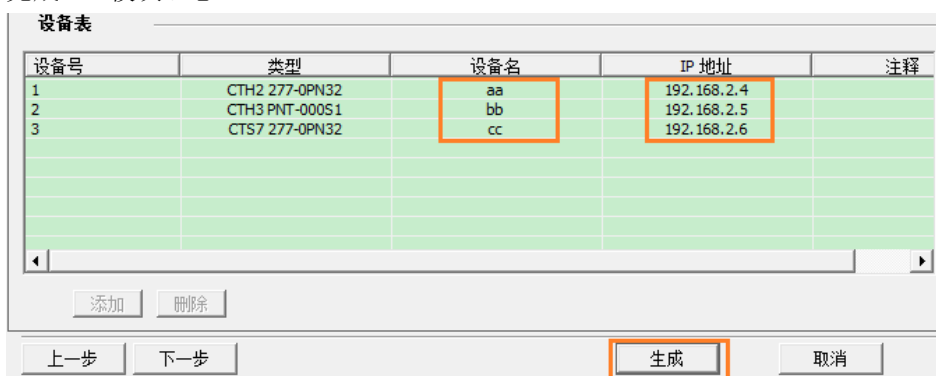 设备表
设备号 类型 设备名 IP 地址 注释
1 CTH2 277-0PN32 aa 192.168.2.4
2 CTH3 PNT-000S1 bb 192.168.2.5
3 CTS7 277-0PN32 cc 192.168.2.6
添加 删除
上一步 下一步 生成 取消